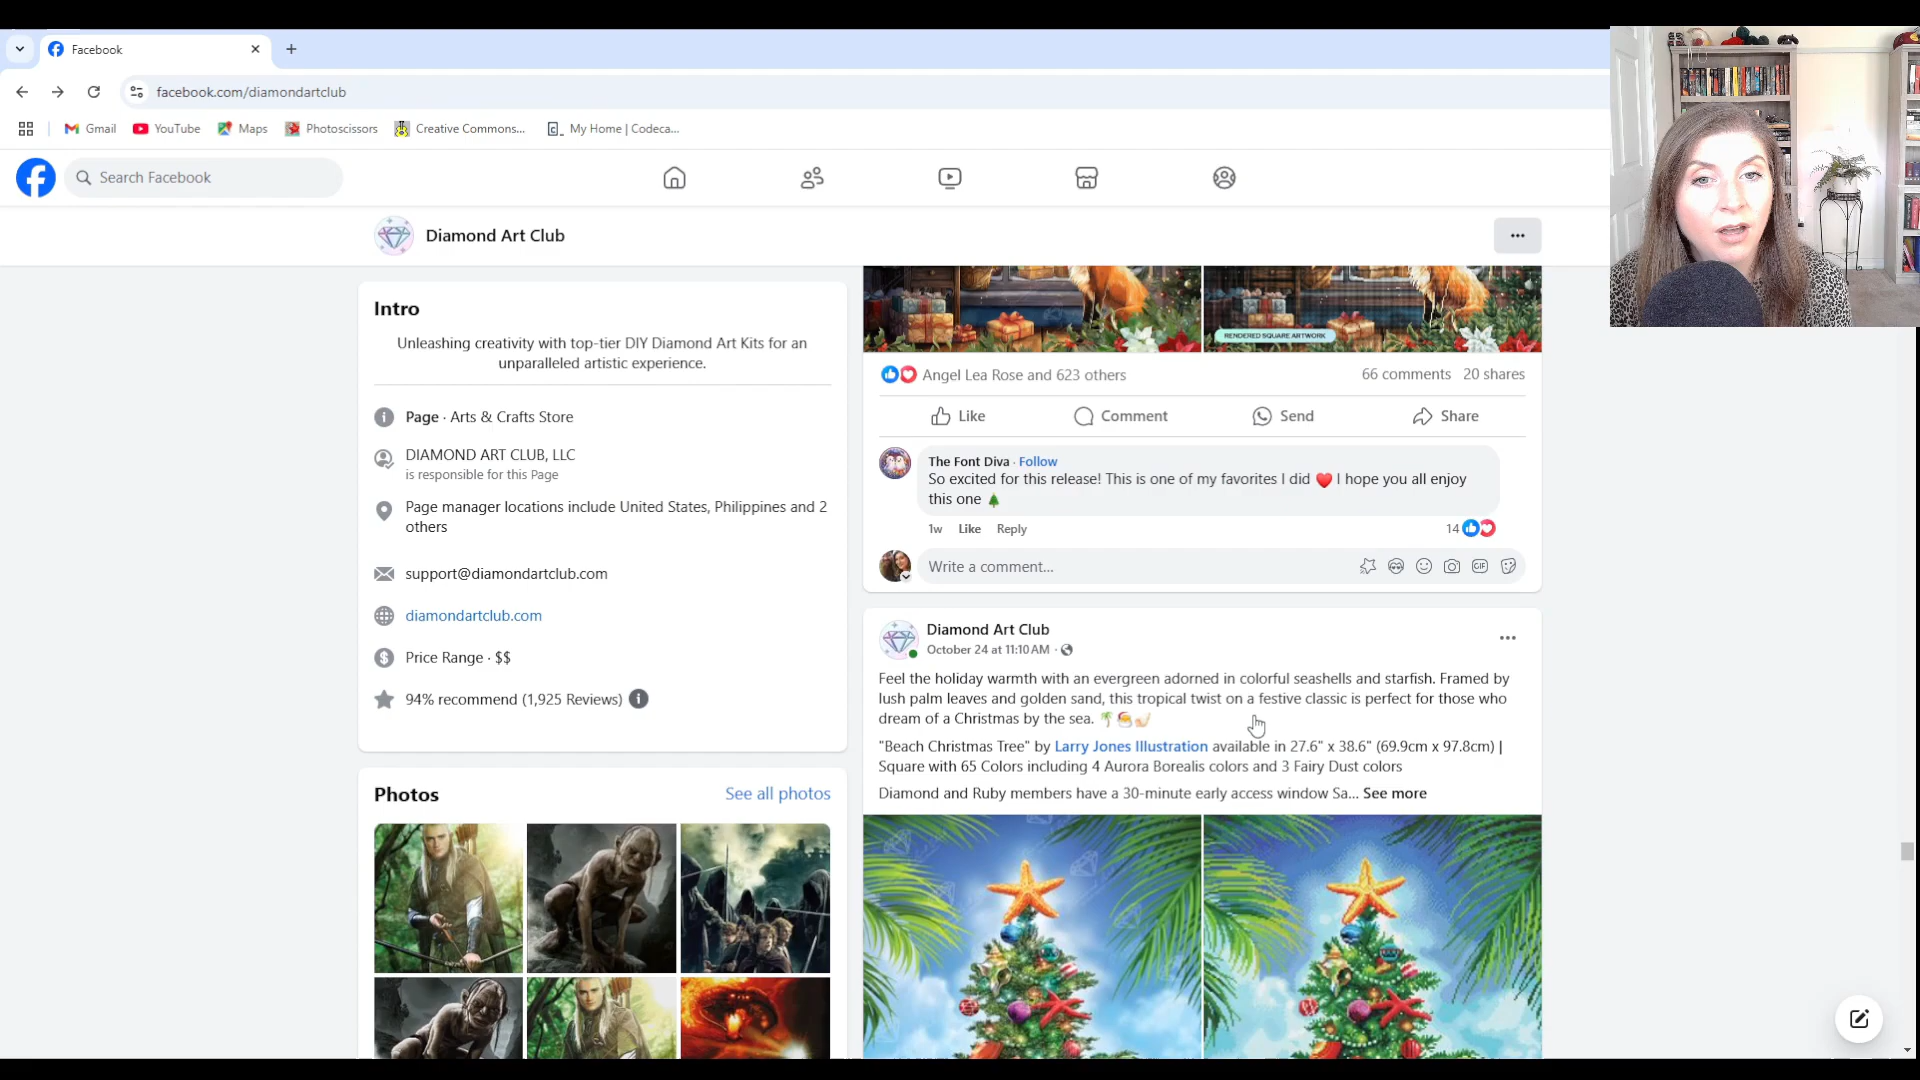 Facebook
facebook.com/diamondartclub
Gmail
YouTube
Maps
Photoscissors
Creative Commons...
My Home | Codeca...
Search Facebook
Diamond Art Club
Intro
Unleashing creativity with top-tier DIY Diamond Art Kits for an
unparalleled artistic experience.
Page · Arts & Crafts Store
DIAMOND ART CLUB, LLC
is responsible for this Page
Page manager locations include United States, Philippines and 2
others
support@diamondartclub.com
diamondartclub.com
Price Range · $$
94% recommend (1,925 Reviews)
Photos
See all photos
RENDERED SQUARE ARTWORK
Angel Lea Rose and 623 others
66 comments 20 shares
Like
Comment
Send
Share
The Font Diva · Follow
So excited for this release! This is one of my favorites I did ❤️ I hope you all enjoy
this one 🌲
1w Like Reply
14
Write a comment...
GIF
Diamond Art Club
October 24 at 11:10 AM ·
Feel the holiday warmth with an evergreen adorned in colorful seashells and starfish. Framed by
lush palm leaves and golden sand, this tropical twist on a festive classic is perfect for those who
dream of a Christmas by the sea. 🌴🎅🐚
"Beach Christmas Tree" by Larry Jones Illustration available in 27.6" x 38.6" (69.9cm x 97.8cm) |
Square with 65 Colors including 4 Aurora Borealis colors and 3 Fairy Dust colors
Diamond and Ruby members have a 30-minute early access window Sa... See more